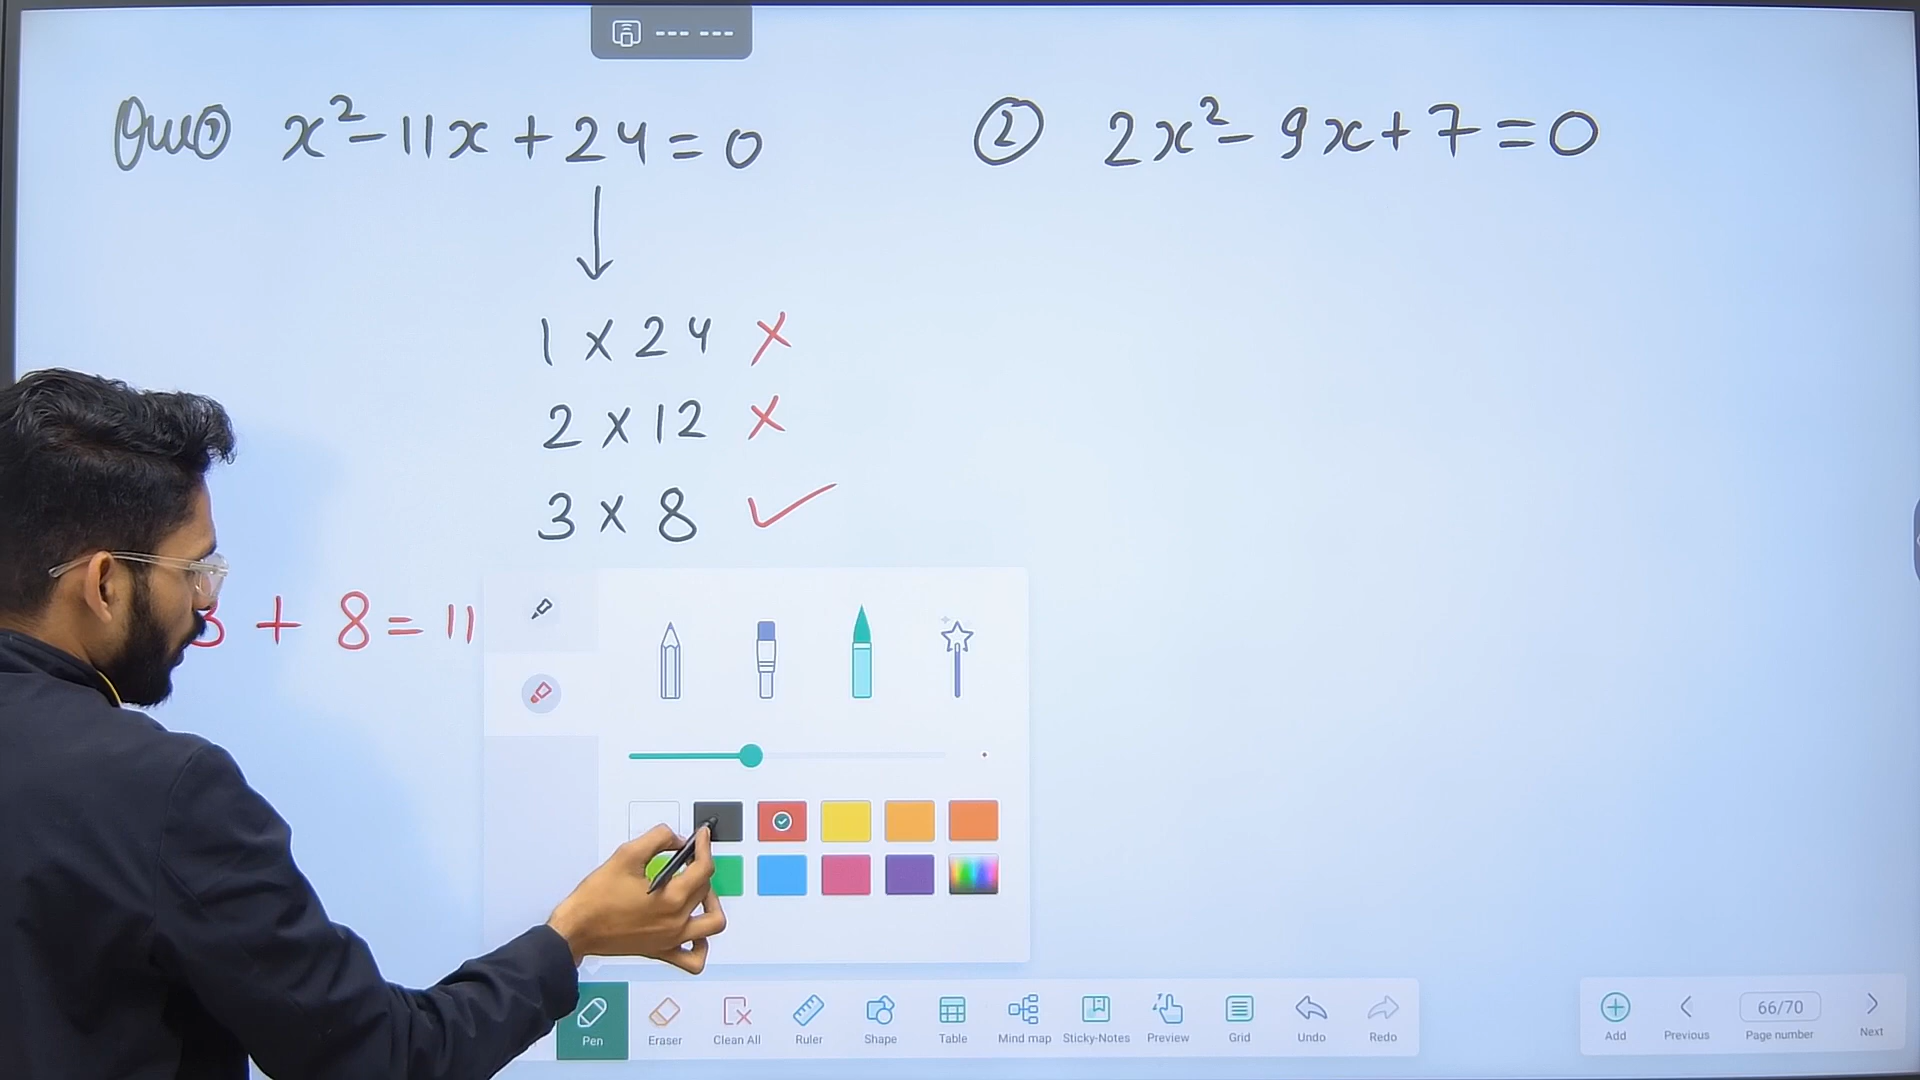 Que① x²-11x+24=0
② 2x²-9x+7=0
1 x 24 ×
2 x 12 ×
3 x 8 ✓
3 + 8 = 11
Pen
Eraser
Clean All
Ruler
Shape
Table
Mind map
Sticky-Notes
Preview
Grid
Undo
Redo
Add
Previous
66/70
Page number
Next